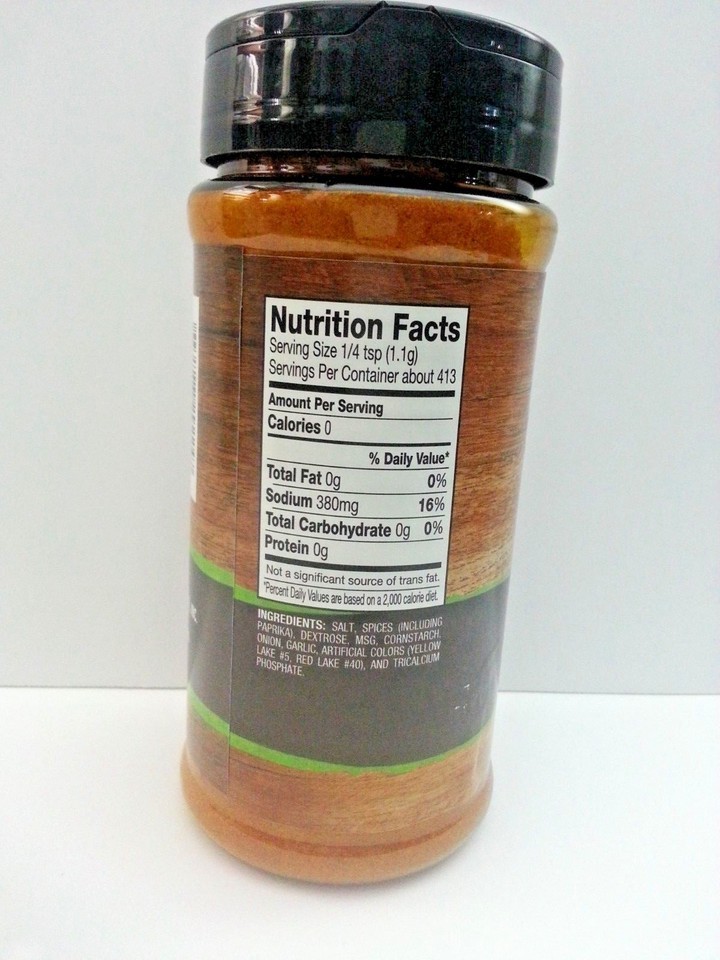 Nutrition Facts
Serving Size 1/4 tsp (1.1g)
Servings Per Container about 413
Amount Per Serving
Calories 0
% Daily Value*
Total Fat 0g 0%
Sodium 380mg 16%
Total Carbohydrate 0g 0%
Protein 0g
Not a significant source of trans fat.
*Percent Daily Values are based on a 2,000 calorie diet.
INGREDIENTS: SALT, SPICES (INCLUDING
PAPRIKA), DEXTROSE, MSG, CORNSTARCH,
ONION, GARLIC, ARTIFICIAL COLORS (YELLOW
LAKE #5, RED LAKE #40), AND TRICALCIUM
PHOSPHATE.